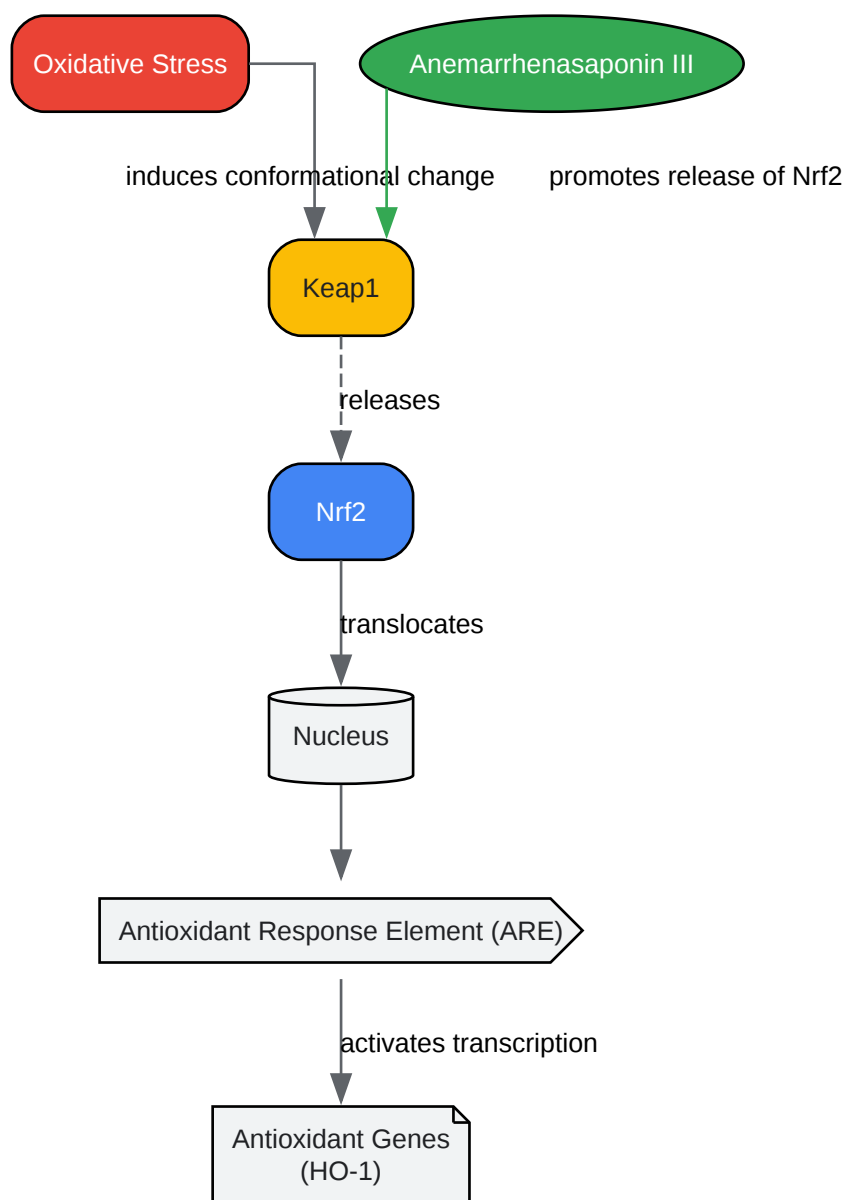 Oxidative Stress
Anemarrhenasaponin III
induces conformational change
promotes release of Nrf2
Keap1
releases
Nrf2
translocates
Nucleus
Antioxidant Response Element (ARE)
activates transcription
Antioxidant Genes
(HO-1)